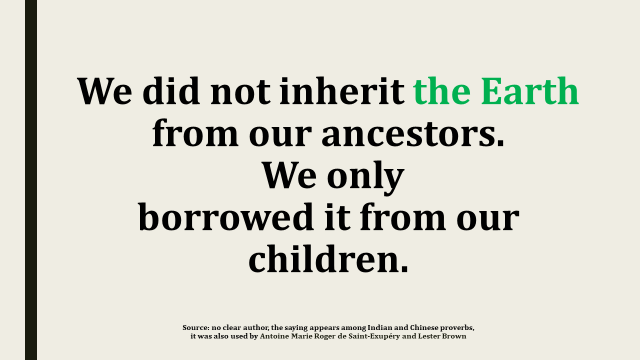 We did not inherit the Earth
from our ancestors.
We only
borrowed it from our
children.
Source: no clear author, the saying appears among Indian and Chinese proverbs,
it was also used by Antoine Marie Roger de Saint-Exupéry and Lester Brown